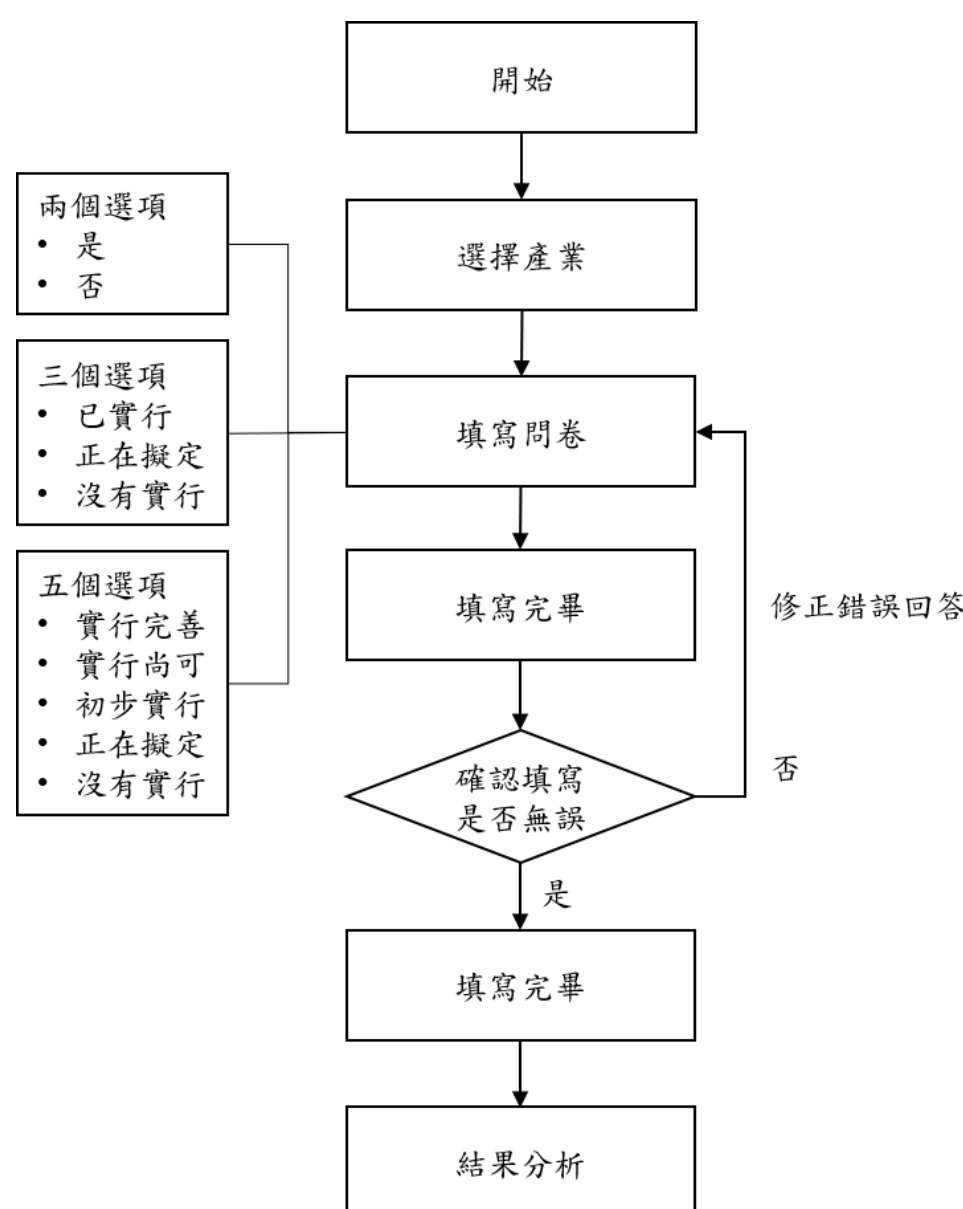 開始
選擇產業
兩個選項
• 是
• 否
三個選項
• 已實行
• 正在擬定
• 沒有實行
填寫問卷
五個選項
• 實行完善
• 實行尚可
• 初步實行
• 正在擬定
• 沒有實行
填寫完畢
修正錯誤回答
確認填寫
是否無誤
否
是
填寫完畢
結果分析